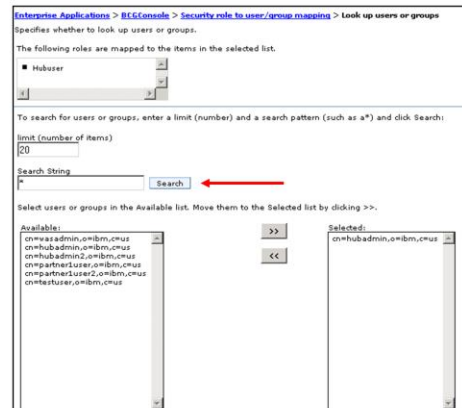 Enterprise Applications > BCGConsole > Security role to user/group mapping > Look up users or groups
Specifies whether to look up users or groups.
The following roles are mapped to the items in the selected list.
Hubuser
To search for users or groups, enter a limit (number) and a search pattern (such as a*) and click Search:
limit (number of items)
20
Search String
*
Search
Select users or groups in the Available list. Move them to the Selected list by clicking >>.
Available:
cn=wasadmin,o=ibm,c=us
cn=hubadmin,o=ibm,c=us
cn=hubadmin2,o=ibm,c=us
cn=partner1user,o=ibm,c=us
cn=partner1user2,o=ibm,c=us
cn=testuser,o=ibm,c=us
>>
<<
Selected:
cn=hubadmin,o=ibm,c=us